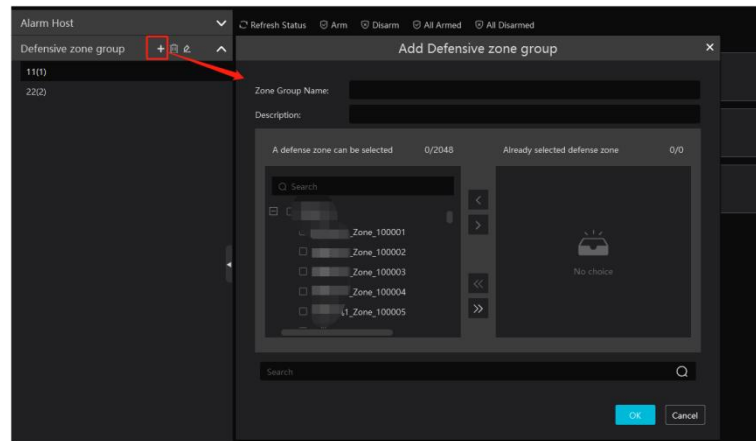 Alarm Host
Refresh Status Arm Disarm All Armed All Disarmed
Defensive zone group
Add Defensive zone group
11(1)
22(2)
Zone Group Name:
Description:
A defense zone can be selected 0/2048
Already selected defense zone 0/0
Search
_Zone_100001
_Zone_100002
_Zone_100003
_Zone_100004
1_Zone_100005
No choice
Search
OK Cancel